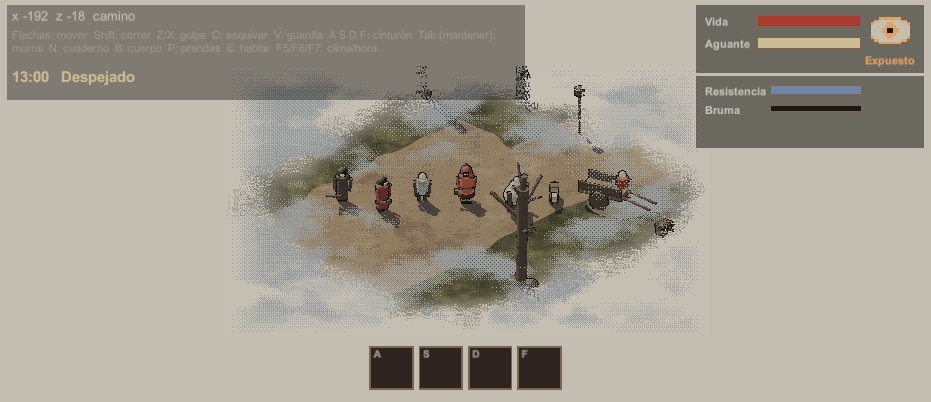 x -192 z -18 camino
Flechas: mover Shift: correr Z/X: golpe C: esquivar V: guardia A S D F: cinturón Tab (mantener):
morral N: cuaderno B: cuerpo P: prendas E: hablar F5/F6/F7: clima/hora
13:00 Despejado
Vida
Aguante
Expuesto
Resistencia
Bruma
A S D F